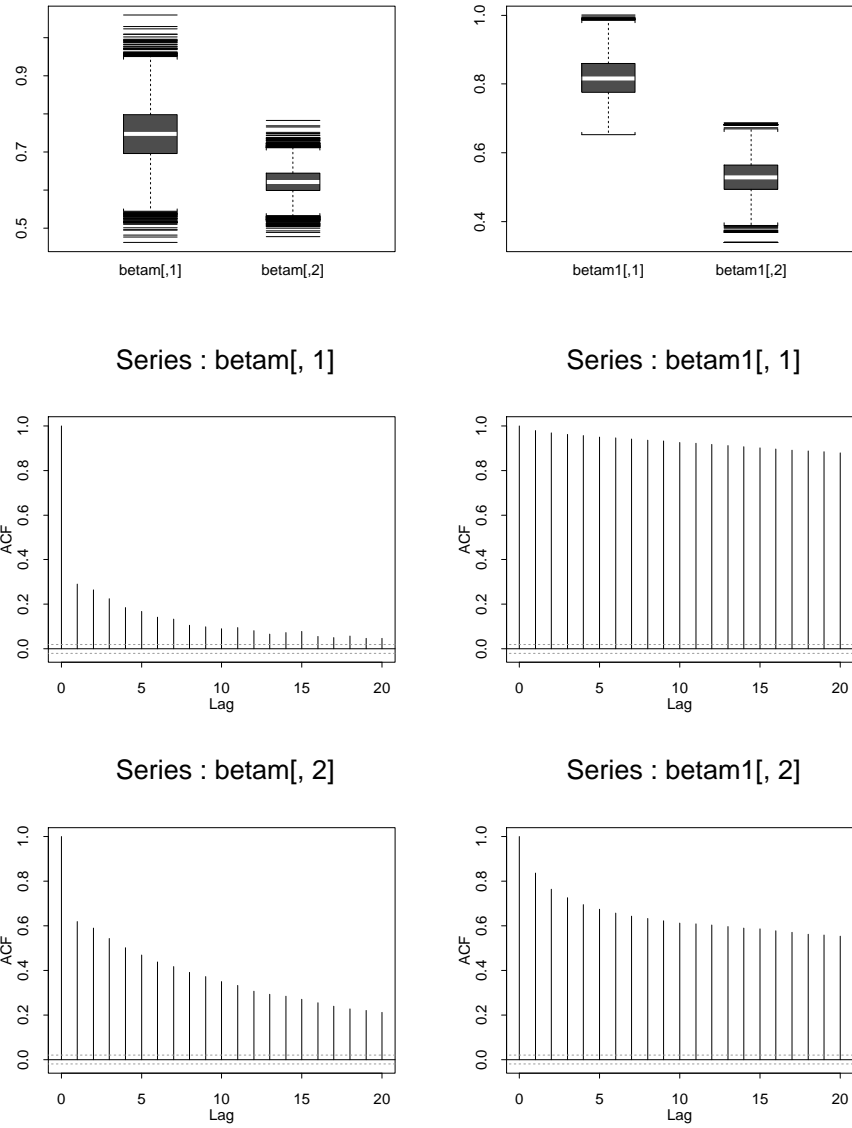 0.9
0.7
0.5
betam[,1] betam[,2]
1.0
0.8
0.6
0.4
betam1[,1] betam1[,2]
Series : betam[, 1]
1.0
0.8
0.6
0.4
0.2
0.0
ACF
0 5 10 15 20
Lag
Series : betam1[, 1]
1.0
0.8
0.6
0.4
0.2
0.0
ACF
0 5 10 15 20
Lag
Series : betam[, 2]
1.0
0.8
0.6
0.4
0.2
0.0
ACF
0 5 10 15 20
Lag
Series : betam1[, 2]
1.0
0.8
0.6
0.4
0.2
0.0
ACF
0 5 10 15 20
Lag